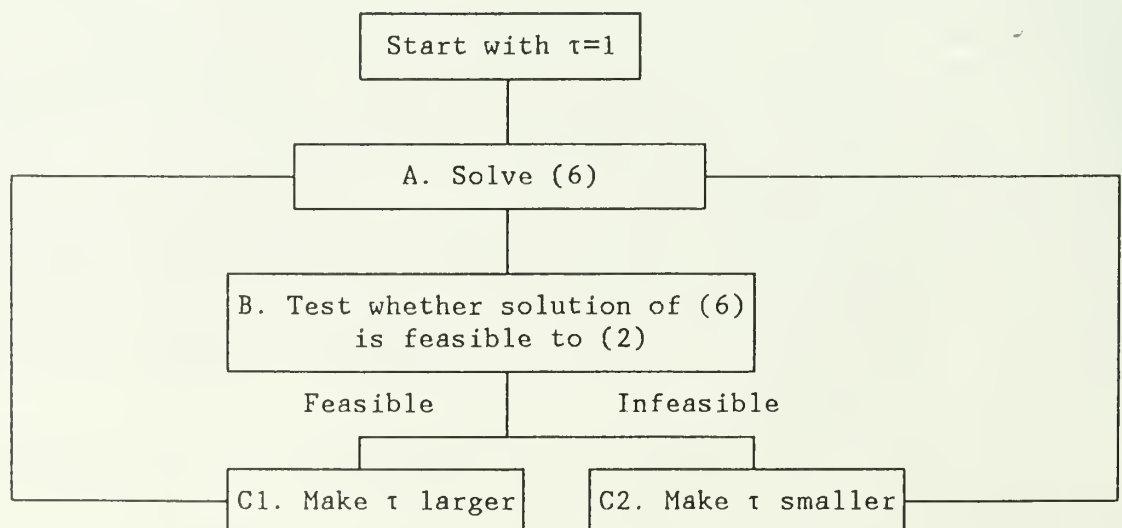 Start with τ=1
A. Solve (6)
B. Test whether solution of (6)
is feasible to (2)
Feasible
Infeasible
C1. Make τ larger
C2. Make τ smaller